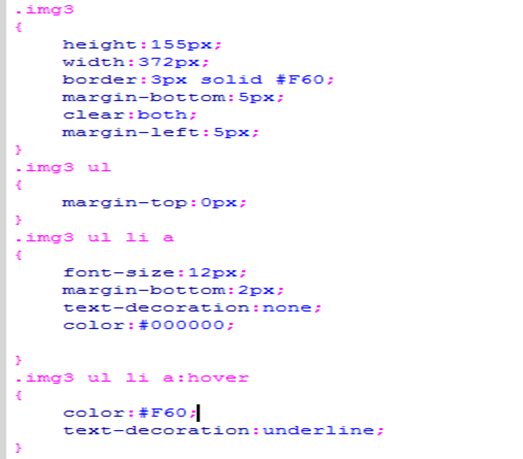 .img3
{
height:155px;
width:372px;
border:3px solid #F60;
margin-bottom:5px;
clear:both;
margin-left:5px;
}
.img3 ul
{
margin-top:0px;
}
.img3 ul li a
{
font-size:12px;
margin-bottom:2px;
text-decoration:none;
color:#000000;
}
.img3 ul li a:hover
{
color:#F60;
text-decoration:underline;
}